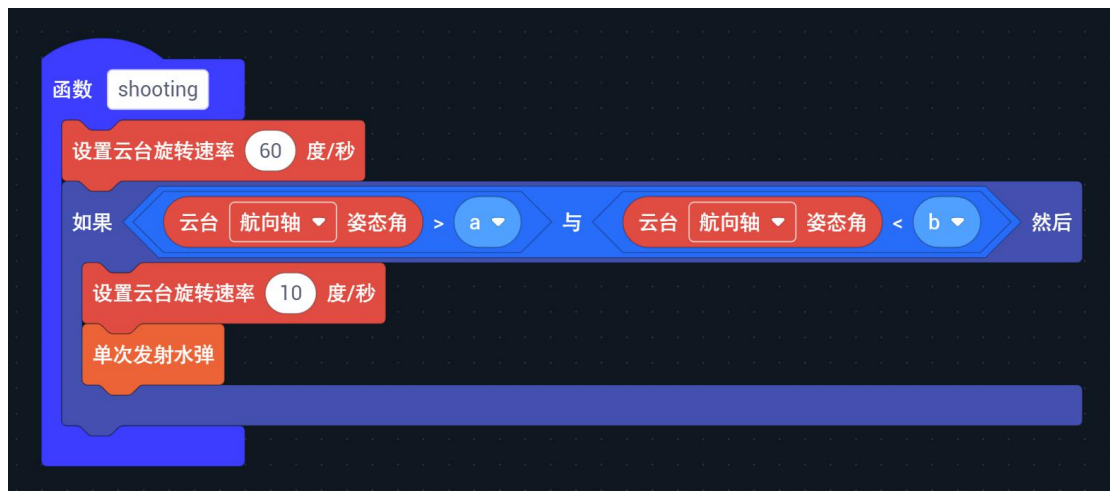 函数 shooting
设置云台旋转速率 60 度/秒
如果 云台 航向轴 姿态角 > a 与 云台 航向轴 姿态角 < b 然后
设置云台旋转速率 10 度/秒
单次发射水弹